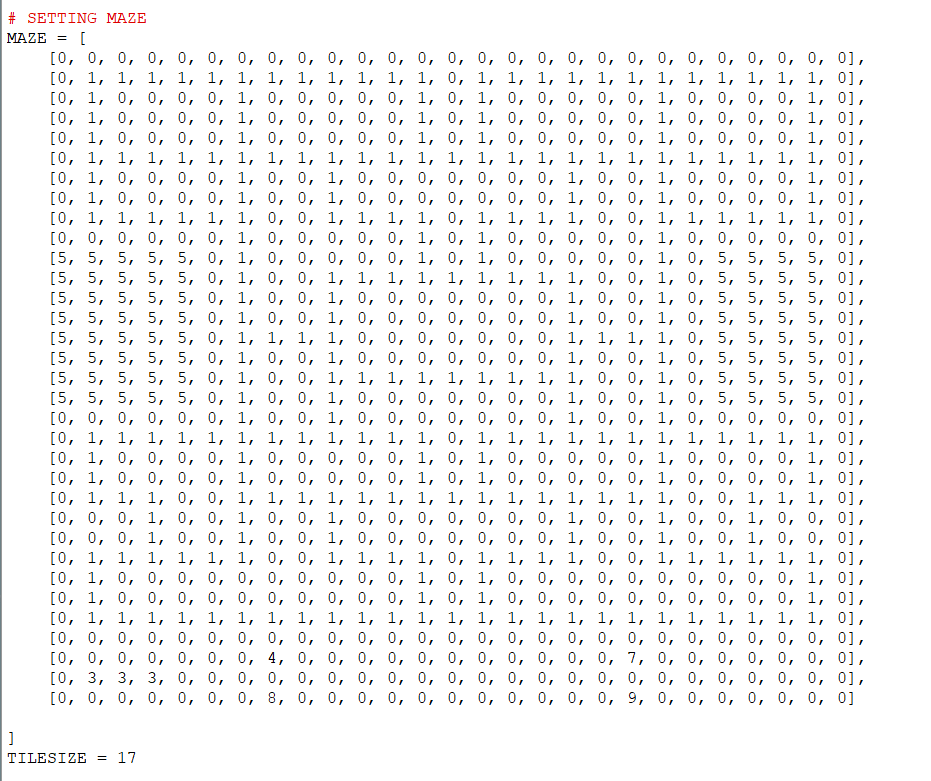 # SETTING MAZE
MAZE = [
[0, 0, 0, 0, 0, 0, 0, 0, 0, 0, 0, 0, 0, 0, 0, 0, 0, 0, 0, 0, 0, 0, 0, 0, 0, 0, 0],
[0, 1, 1, 1, 1, 1, 1, 1, 1, 1, 1, 1, 1, 0, 1, 1, 1, 1, 1, 1, 1, 1, 1, 1, 1, 1, 0],
[0, 1, 0, 0, 0, 0, 1, 0, 0, 0, 0, 0, 1, 0, 1, 0, 0, 0, 0, 0, 1, 0, 0, 0, 0, 1, 0],
[0, 1, 0, 0, 0, 0, 1, 0, 0, 0, 0, 0, 1, 0, 1, 0, 0, 0, 0, 0, 1, 0, 0, 0, 0, 1, 0],
[0, 1, 0, 0, 0, 0, 1, 0, 0, 0, 0, 0, 1, 0, 1, 0, 0, 0, 0, 0, 1, 0, 0, 0, 0, 1, 0],
[0, 1, 1, 1, 1, 1, 1, 1, 1, 1, 1, 1, 1, 1, 1, 1, 1, 1, 1, 1, 1, 1, 1, 1, 1, 1, 0],
[0, 1, 0, 0, 0, 0, 1, 0, 0, 1, 0, 0, 0, 0, 0, 0, 0, 1, 0, 0, 1, 0, 0, 0, 0, 1, 0],
[0, 1, 0, 0, 0, 0, 1, 0, 0, 1, 0, 0, 0, 0, 0, 0, 0, 1, 0, 0, 1, 0, 0, 0, 0, 1, 0],
[0, 1, 1, 1, 1, 1, 1, 0, 0, 1, 1, 1, 1, 0, 1, 1, 1, 1, 0, 0, 1, 1, 1, 1, 1, 1, 0],
[0, 0, 0, 0, 0, 0, 1, 0, 0, 0, 0, 0, 1, 0, 1, 0, 0, 0, 0, 0, 1, 0, 0, 0, 0, 0, 0],
[5, 5, 5, 5, 5, 0, 1, 0, 0, 0, 0, 0, 1, 0, 1, 0, 0, 0, 0, 0, 1, 0, 5, 5, 5, 5, 0],
[5, 5, 5, 5, 5, 0, 1, 0, 0, 1, 1, 1, 1, 1, 1, 1, 1, 1, 0, 0, 1, 0, 5, 5, 5, 5, 0],
[5, 5, 5, 5, 5, 0, 1, 0, 0, 1, 0, 0, 0, 0, 0, 0, 0, 1, 0, 0, 1, 0, 5, 5, 5, 5, 0],
[5, 5, 5, 5, 5, 0, 1, 0, 0, 1, 0, 0, 0, 0, 0, 0, 0, 1, 0, 0, 1, 0, 5, 5, 5, 5, 0],
[5, 5, 5, 5, 5, 0, 1, 1, 1, 1, 0, 0, 0, 0, 0, 0, 0, 1, 1, 1, 1, 0, 5, 5, 5, 5, 0],
[5, 5, 5, 5, 5, 0, 1, 0, 0, 1, 0, 0, 0, 0, 0, 0, 0, 1, 0, 0, 1, 0, 5, 5, 5, 5, 0],
[5, 5, 5, 5, 5, 0, 1, 0, 0, 1, 1, 1, 1, 1, 1, 1, 1, 1, 0, 0, 1, 0, 5, 5, 5, 5, 0],
[5, 5, 5, 5, 5, 0, 1, 0, 0, 1, 0, 0, 0, 0, 0, 0, 0, 1, 0, 0, 1, 0, 5, 5, 5, 5, 0],
[0, 0, 0, 0, 0, 0, 1, 0, 0, 1, 0, 0, 0, 0, 0, 0, 0, 1, 0, 0, 1, 0, 0, 0, 0, 0, 0],
[0, 1, 1, 1, 1, 1, 1, 1, 1, 1, 1, 1, 1, 0, 1, 1, 1, 1, 1, 1, 1, 1, 1, 1, 1, 1, 0],
[0, 1, 0, 0, 0, 0, 1, 0, 0, 0, 0, 0, 1, 0, 1, 0, 0, 0, 0, 0, 1, 0, 0, 0, 0, 1, 0],
[0, 1, 0, 0, 0, 0, 1, 0, 0, 0, 0, 0, 1, 0, 1, 0, 0, 0, 0, 0, 1, 0, 0, 0, 0, 1, 0],
[0, 1, 1, 1, 0, 0, 1, 1, 1, 1, 1, 1, 1, 1, 1, 1, 1, 1, 1, 1, 1, 0, 0, 1, 1, 1, 0],
[0, 0, 0, 1, 0, 0, 1, 0, 0, 1, 0, 0, 0, 0, 0, 0, 0, 1, 0, 0, 1, 0, 0, 1, 0, 0, 0],
[0, 0, 0, 1, 0, 0, 1, 0, 0, 1, 0, 0, 0, 0, 0, 0, 0, 1, 0, 0, 1, 0, 0, 1, 0, 0, 0],
[0, 1, 1, 1, 1, 1, 1, 0, 0, 1, 1, 1, 1, 0, 1, 1, 1, 1, 0, 0, 1, 1, 1, 1, 1, 1, 0],
[0, 1, 0, 0, 0, 0, 0, 0, 0, 0, 0, 0, 1, 0, 1, 0, 0, 0, 0, 0, 0, 0, 0, 0, 0, 1, 0],
[0, 1, 0, 0, 0, 0, 0, 0, 0, 0, 0, 0, 1, 0, 1, 0, 0, 0, 0, 0, 0, 0, 0, 0, 0, 1, 0],
[0, 1, 1, 1, 1, 1, 1, 1, 1, 1, 1, 1, 1, 1, 1, 1, 1, 1, 1, 1, 1, 1, 1, 1, 1, 1, 0],
[0, 0, 0, 0, 0, 0, 0, 0, 0, 0, 0, 0, 0, 0, 0, 0, 0, 0, 0, 0, 0, 0, 0, 0, 0, 0, 0],
[0, 0, 0, 0, 0, 0, 0, 4, 0, 0, 0, 0, 0, 0, 0, 0, 0, 0, 0, 7, 0, 0, 0, 0, 0, 0, 0],
[0, 3, 3, 3, 0, 0, 0, 0, 0, 0, 0, 0, 0, 0, 0, 0, 0, 0, 0, 0, 0, 0, 0, 0, 0, 0, 0],
[0, 0, 0, 0, 0, 0, 0, 8, 0, 0, 0, 0, 0, 0, 0, 0, 0, 0, 0, 9, 0, 0, 0, 0, 0, 0, 0]
]
TILESIZE = 17